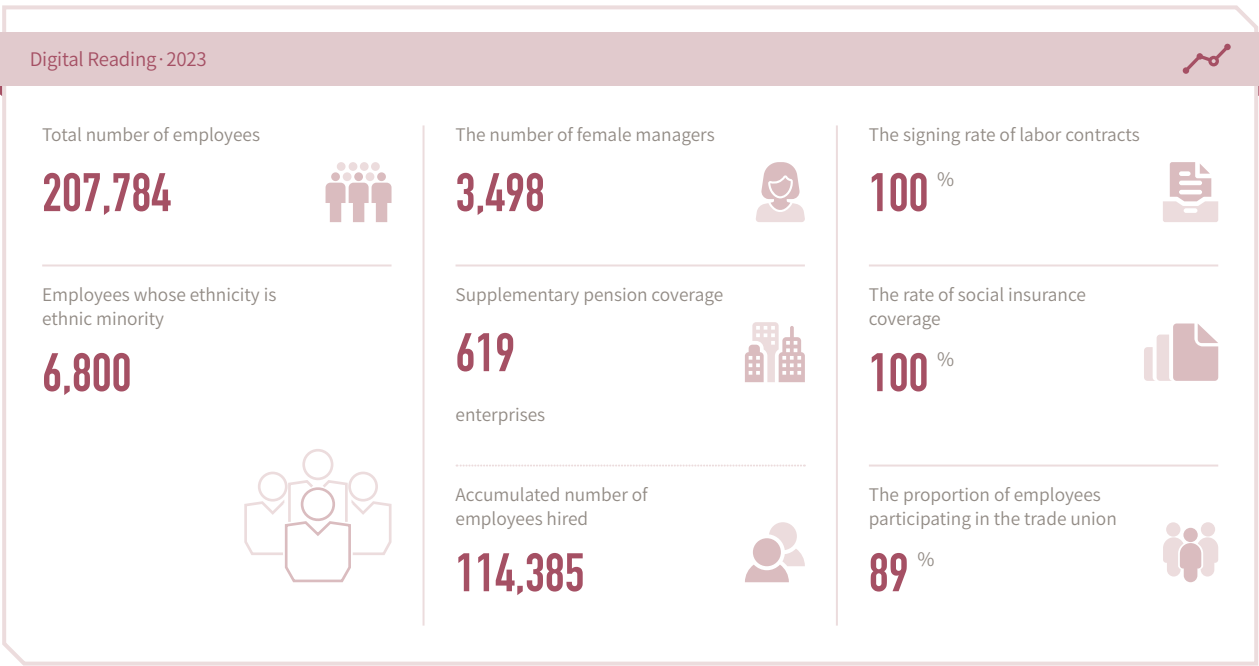 Digital Reading · 2023
Total number of employees
207,784
Employees whose ethnicity is
ethnic minority
6,800
The number of female managers
3,498
Supplementary pension coverage
619
enterprises
Accumulated number of
employees hired
114,385
The signing rate of labor contracts
100 %
The rate of social insurance
coverage
100 %
The proportion of employees
participating in the trade union
89 %